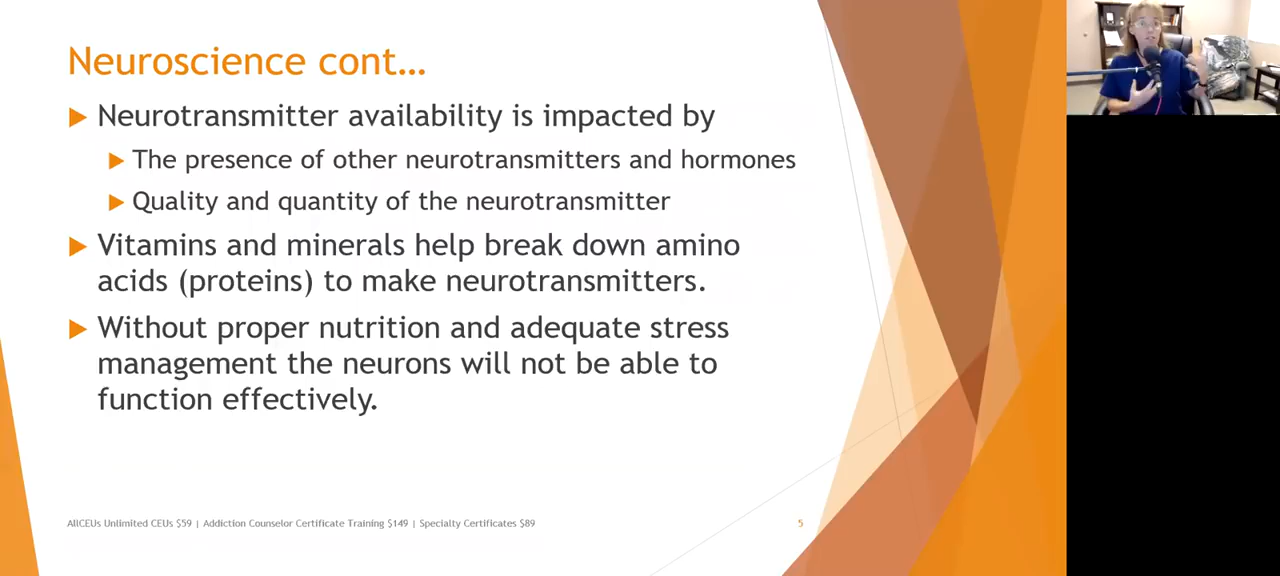 Neuroscience cont…
Neurotransmitter availability is impacted by
The presence of other neurotransmitters and hormones
Quality and quantity of the neurotransmitter
Vitamins and minerals help break down amino
acids (proteins) to make neurotransmitters.
Without proper nutrition and adequate stress
management the neurons will not be able to
function effectively.
AllCEUs Unlimited CEUs $59 | Addiction Counselor Certificate Training $149 | Specialty Certificates $89
5